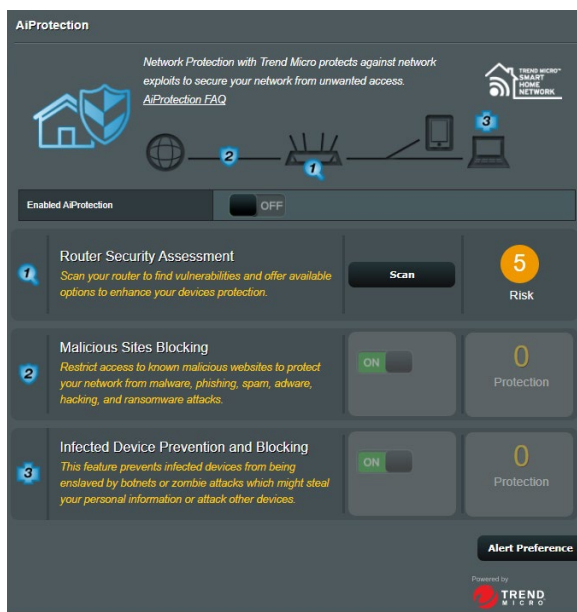 AiProtection
Network Protection with Trend Micro protects against network
exploits to secure your network from unwanted access.
AiProtection FAQ
TREND MICRO™
SMART
HOME
NETWORK
3
2
1
Enabled AiProtection
OFF
1
Router Security Assessment
Scan your router to find vulnerabilities and offer available
options to enhance your devices protection.
Scan
5
Risk
2
Malicious Sites Blocking
Restrict access to known malicious websites to protect
your network from malware, phishing, spam, adware,
hacking, and ransomware attacks.
ON
0
Protection
3
Infected Device Prevention and Blocking
This feature prevents infected devices from being
enslaved by botnets or zombie attacks which might steal
your personal information or attack other devices.
ON
0
Protection
Alert Preference
Powered by
TREND
MICRO